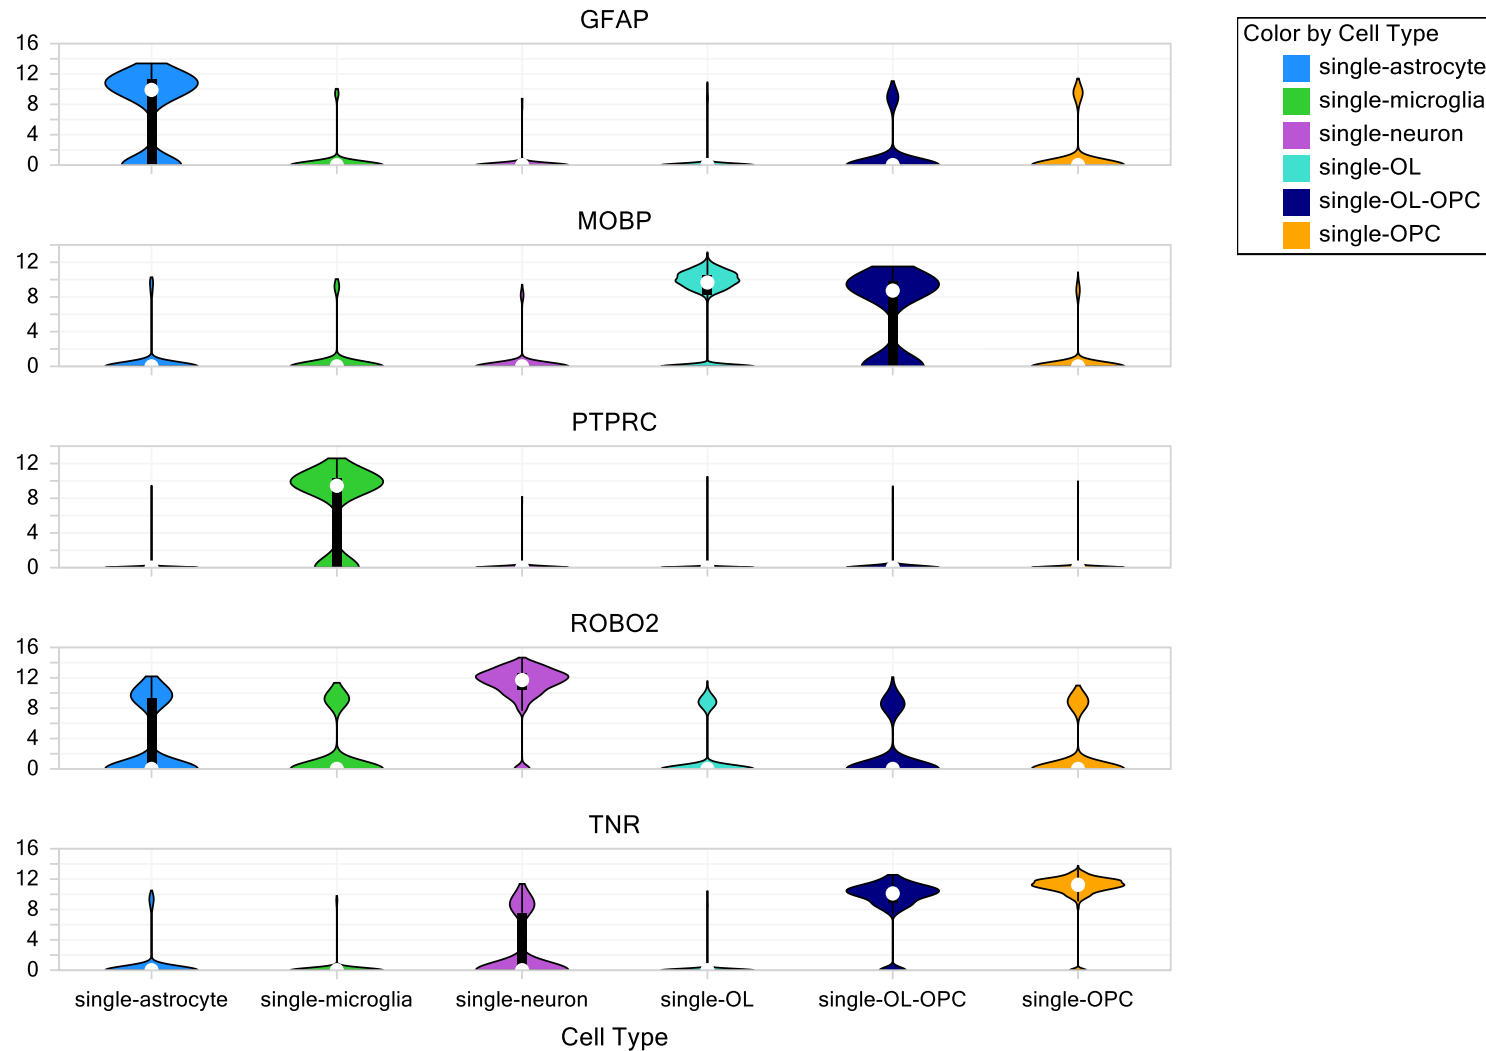 GFAP
16
12
8
4
0
MOBP
12
8
4
0
PTPRC
12
8
4
0
ROBO2
16
12
8
4
0
TNR
16
12
8
4
0
single-astrocyte single-microglia single-neuron single-OL single-OL-OPC single-OPC
Cell Type
Color by Cell Type
single-astrocyte
single-microglia
single-neuron
single-OL
single-OL-OPC
single-OPC